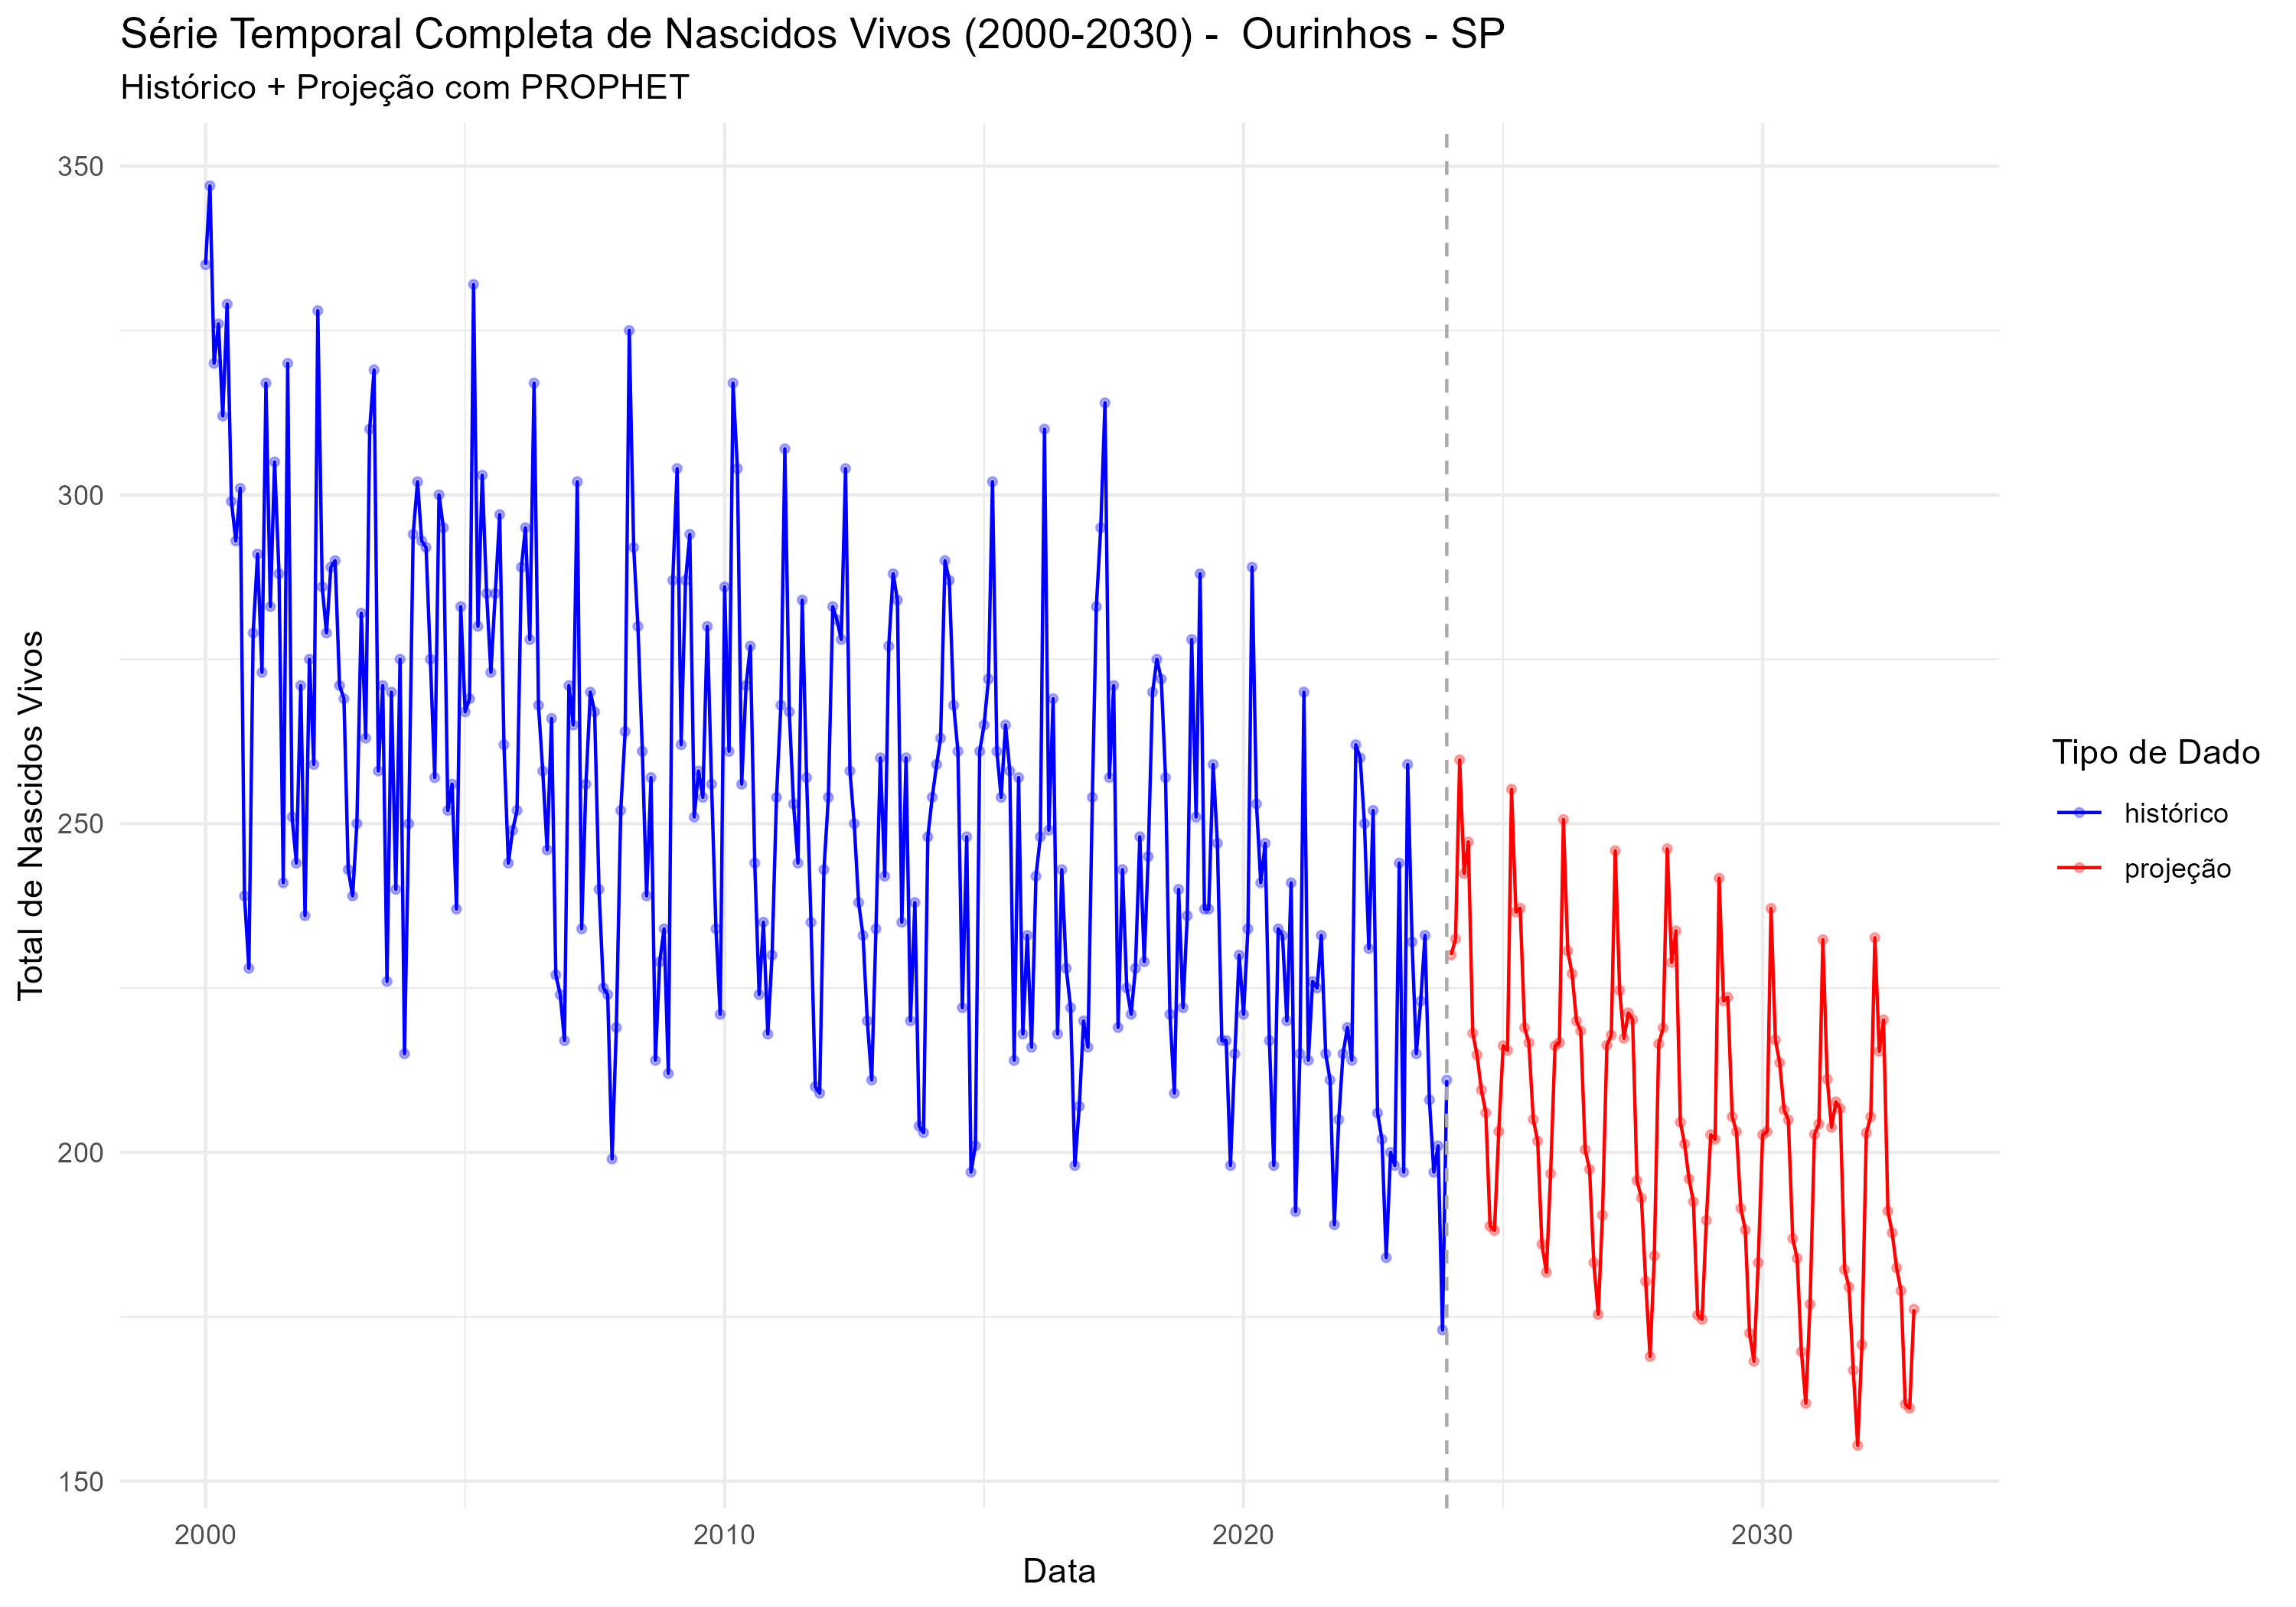 Série Temporal Completa de Nascidos Vivos (2000-2030) -  Ourinhos - SP
Histórico + Projeção com PROPHET
Total de Nascidos Vivos
350
300
250
200
150
2000
2010
2020
2030
Data
Tipo de Dado
histórico
projeção